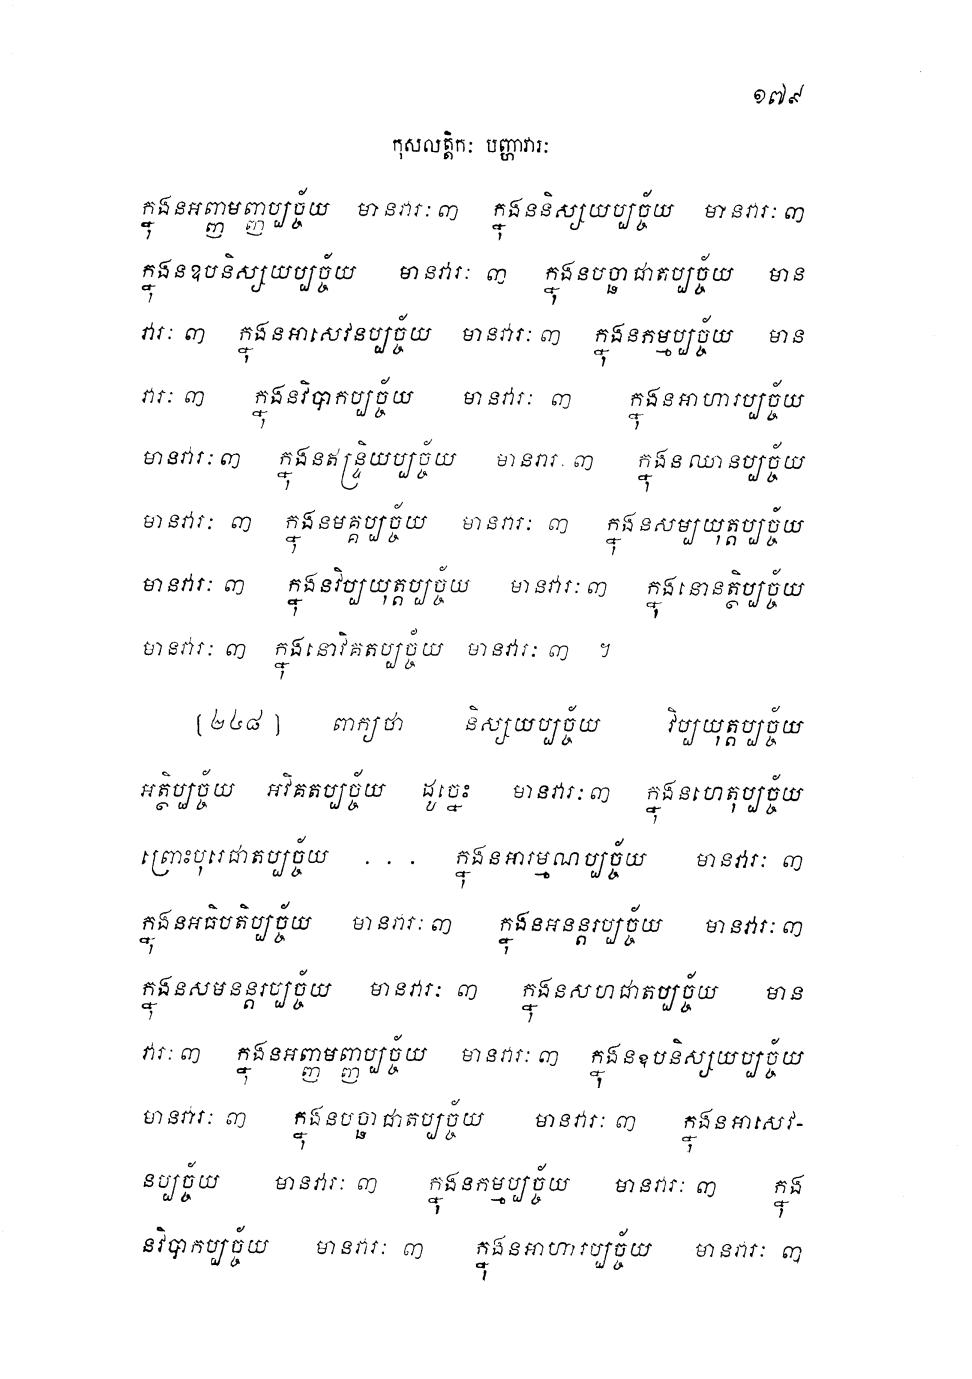 ១៧៩
កុសលត្តិកៈ បញ្ហាវារៈ
ក្នុងនអញ្ញមញ្ញប្បច្ច័យ មានវារៈ ៣ ក្នុងននិស្សយប្បច្ច័យ មានវារៈ ៣
ក្នុងនឧបនិស្សយប្បច្ច័យ មានវារៈ ៣ ក្នុងនបច្ឆាជាតប្បច្ច័យ មាន
វារៈ ៣ ក្នុងនអាសេវនប្បច្ច័យ មានវារៈ ៣ ក្នុងនកម្មប្បច្ច័យ មាន
វារៈ ៣ ក្នុងនវិបាកប្បច្ច័យ មានវារៈ ៣ ក្នុងនអាហារប្បច្ច័យ
មានវារៈ ៣ ក្នុងនឥន្ទ្រិយប្បច្ច័យ មានវារៈ ៣ ក្នុងនឈានប្បច្ច័យ
មានវារៈ ៣ ក្នុងនមគ្គប្បច្ច័យ មានវារៈ ៣ ក្នុងនសម្បយុត្តប្បច្ច័យ
មានវារៈ ៣ ក្នុងនវិប្បយុត្តប្បច្ច័យ មានវារៈ ៣ ក្នុងនោនត្ថិប្បច្ច័យ
មានវារៈ ៣ ក្នុងនោវិគតប្បច្ច័យ មានវារៈ ៣ ។
[២៤៨] ពាក្យថា និស្សយប្បច្ច័យ វិប្បយុត្តប្បច្ច័យ
អត្ថិប្បច្ច័យ អវិគតប្បច្ច័យ ដូច្នេះ មានវារៈ ៣ ក្នុងនហេតុប្បច្ច័យ
ព្រោះបុរេជាតប្បច្ច័យ . . . ក្នុងនអារម្មណប្បច្ច័យ មានវារៈ ៣
ក្នុងនអធិបតិប្បច្ច័យ មានវារៈ ៣ ក្នុងនអនន្តរប្បច្ច័យ មានវារៈ ៣
ក្នុងនសមនន្តរប្បច្ច័យ មានវារៈ ៣ ក្នុងនសហជាតប្បច្ច័យ មាន
វារៈ ៣ ក្នុងនអញ្ញមញ្ញប្បច្ច័យ មានវារៈ ៣ ក្នុងនឧបនិស្សយប្បច្ច័យ
មានវារៈ ៣ ក្នុងនបច្ឆាជាតប្បច្ច័យ មានវារៈ ៣ ក្នុងនអាសេវ-
នប្បច្ច័យ មានវារៈ ៣ ក្នុងនកម្មប្បច្ច័យ មានវារៈ ៣ ក្នុង
នវិបាកប្បច្ច័យ មានវារៈ ៣ ក្នុងនអាហារប្បច្ច័យ មានវារៈ ៣